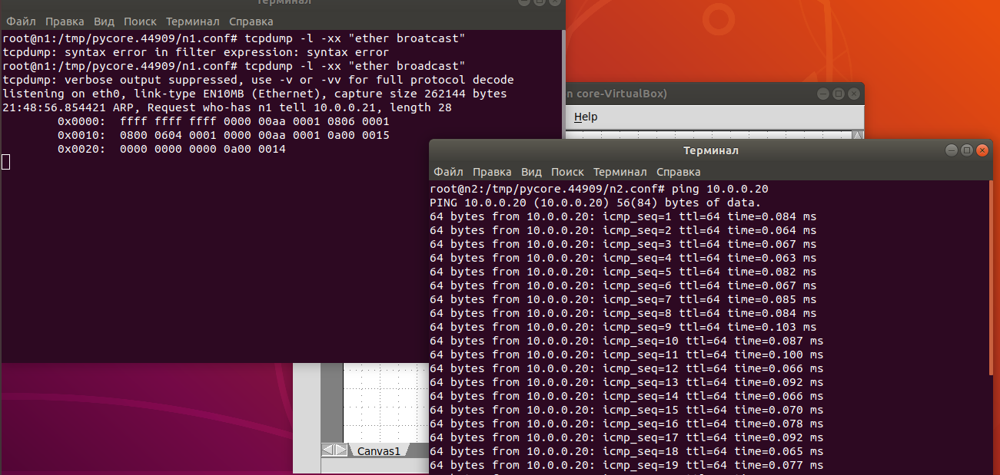 Терминал
Файл Правка Вид Поиск Терминал Справка
root@n1:/tmp/pycore.44909/n1.conf# tcpdump -l -xx "ether broatcast"
tcpdump: syntax error in filter expression: syntax error
root@n1:/tmp/pycore.44909/n1.conf# tcpdump -l -xx "ether broadcast"
tcpdump: verbose output suppressed, use -v or -vv for full protocol decode
listening on eth0, link-type EN10MB (Ethernet), capture size 262144 bytes
21:48:56.854421 ARP, Request who-has n1 tell 10.0.0.21, length 28
0x0000:  ffff ffff ffff 0000 00aa 0001 0806 0001
0x0010:  0800 0604 0001 0000 00aa 0001 0a00 0015
0x0020:  0000 0000 0000 0a00 0014
n core-VirtualBox)
Help
Терминал
Файл Правка Вид Поиск Терминал Справка
root@n2:/tmp/pycore.44909/n2.conf# ping 10.0.0.20
PING 10.0.0.20 (10.0.0.20) 56(84) bytes of data.
64 bytes from 10.0.0.20: icmp_seq=1 ttl=64 time=0.084 ms
64 bytes from 10.0.0.20: icmp_seq=2 ttl=64 time=0.064 ms
64 bytes from 10.0.0.20: icmp_seq=3 ttl=64 time=0.067 ms
64 bytes from 10.0.0.20: icmp_seq=4 ttl=64 time=0.063 ms
64 bytes from 10.0.0.20: icmp_seq=5 ttl=64 time=0.082 ms
64 bytes from 10.0.0.20: icmp_seq=6 ttl=64 time=0.067 ms
64 bytes from 10.0.0.20: icmp_seq=7 ttl=64 time=0.085 ms
64 bytes from 10.0.0.20: icmp_seq=8 ttl=64 time=0.084 ms
64 bytes from 10.0.0.20: icmp_seq=9 ttl=64 time=0.103 ms
64 bytes from 10.0.0.20: icmp_seq=10 ttl=64 time=0.087 ms
64 bytes from 10.0.0.20: icmp_seq=11 ttl=64 time=0.100 ms
64 bytes from 10.0.0.20: icmp_seq=12 ttl=64 time=0.066 ms
64 bytes from 10.0.0.20: icmp_seq=13 ttl=64 time=0.092 ms
64 bytes from 10.0.0.20: icmp_seq=14 ttl=64 time=0.066 ms
64 bytes from 10.0.0.20: icmp_seq=15 ttl=64 time=0.070 ms
64 bytes from 10.0.0.20: icmp_seq=16 ttl=64 time=0.078 ms
64 bytes from 10.0.0.20: icmp_seq=17 ttl=64 time=0.092 ms
64 bytes from 10.0.0.20: icmp_seq=18 ttl=64 time=0.065 ms
64 bytes from 10.0.0.20: icmp_seq=19 ttl=64 time=0.077 ms
Canvas1